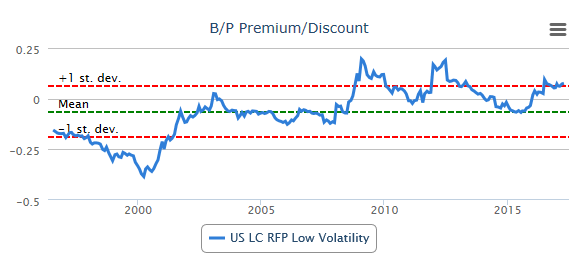 B/P Premium/Discount
0.25
+1 st. dev.
0
Mean
−1 st. dev.
−0.25
−0.5
2000 2005 2010 2015
US LC RFP Low Volatility